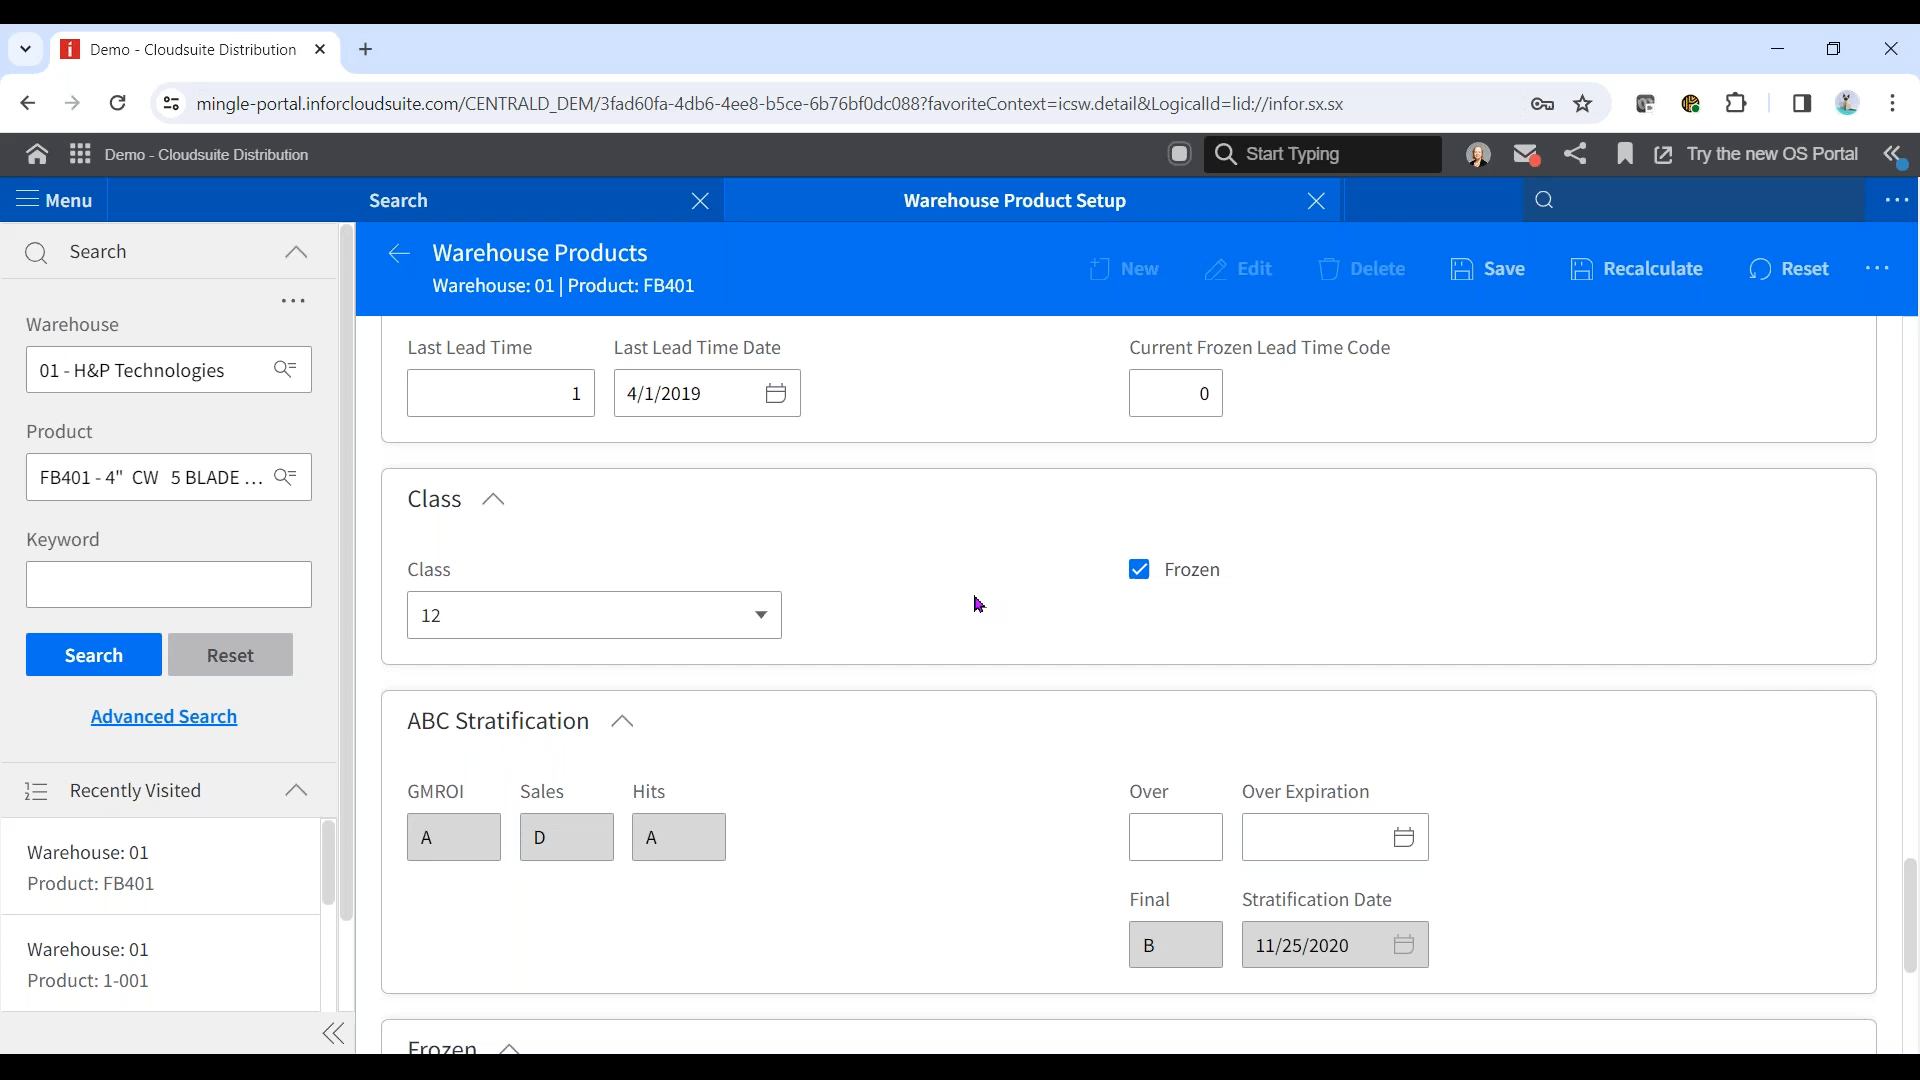 Demo - Cloudsuite Distribution
mingle-portal.inforcloudsuite.com/CENTRALD_DEM/3fad60fa-4db6-4ee8-b5ce-6b76bf0dc088?favoriteContext=icsw.detail&LogicalId=lid://infor.sx.sx
Demo - Cloudsuite Distribution
Start Typing
Try the new OS Portal
Menu
Search
Warehouse Product Setup
Search
Warehouse
01 - H&P Technologies
Product
FB401 - 4" CW 5 BLADE ...
Keyword
Search
Reset
Advanced Search
Recently Visited
Warehouse: 01
Product: FB401
Warehouse: 01
Product: 1-001
Warehouse Products
Warehouse: 01 | Product: FB401
New
Edit
Delete
Save
Recalculate
Reset
Last Lead Time
Last Lead Time Date
Current Frozen Lead Time Code
1
4/1/2019
0
Class
Class
Frozen
12
ABC Stratification
GMROI
Sales
Hits
Over
Over Expiration
A
D
A
Final
Stratification Date
B
11/25/2020
Frozen